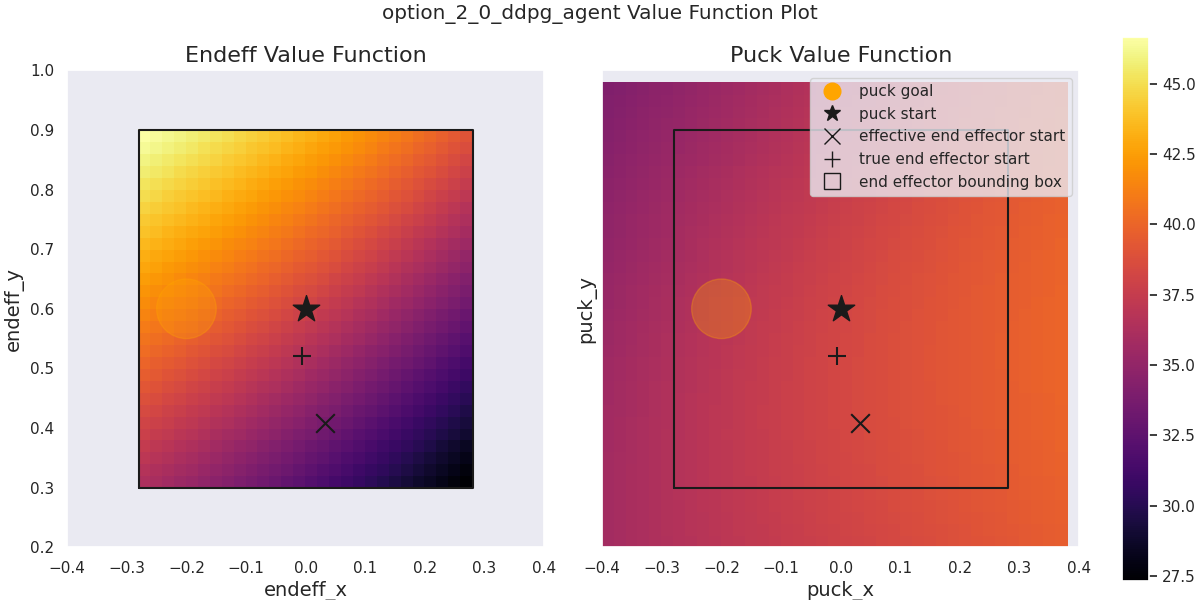 option_2_0_ddpg_agent Value Function Plot
Endeff Value Function
1.0
0.9
0.8
0.7
0.6
0.5
0.4
0.3
0.2
endeff_y
−0.4 −0.3 −0.2 −0.1 0.0 0.1 0.2 0.3 0.4
endeff_x
Puck Value Function
puck goal
puck start
effective end effector start
true end effector start
end effector bounding box
puck_y
−0.4 −0.3 −0.2 −0.1 0.0 0.1 0.2 0.3 0.4
puck_x
45.0
42.5
40.0
37.5
35.0
32.5
30.0
27.5